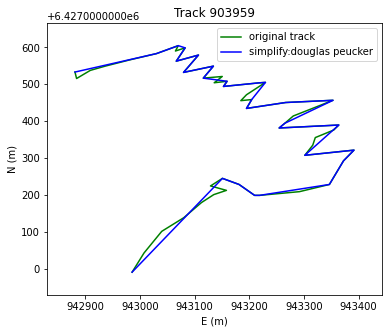 Track 903959
+6.4270000000e6
original track
simplify:douglas peucker
600
500
400
300
200
100
0
N (m)
942900 943000 943100 943200 943300 943400
E (m)